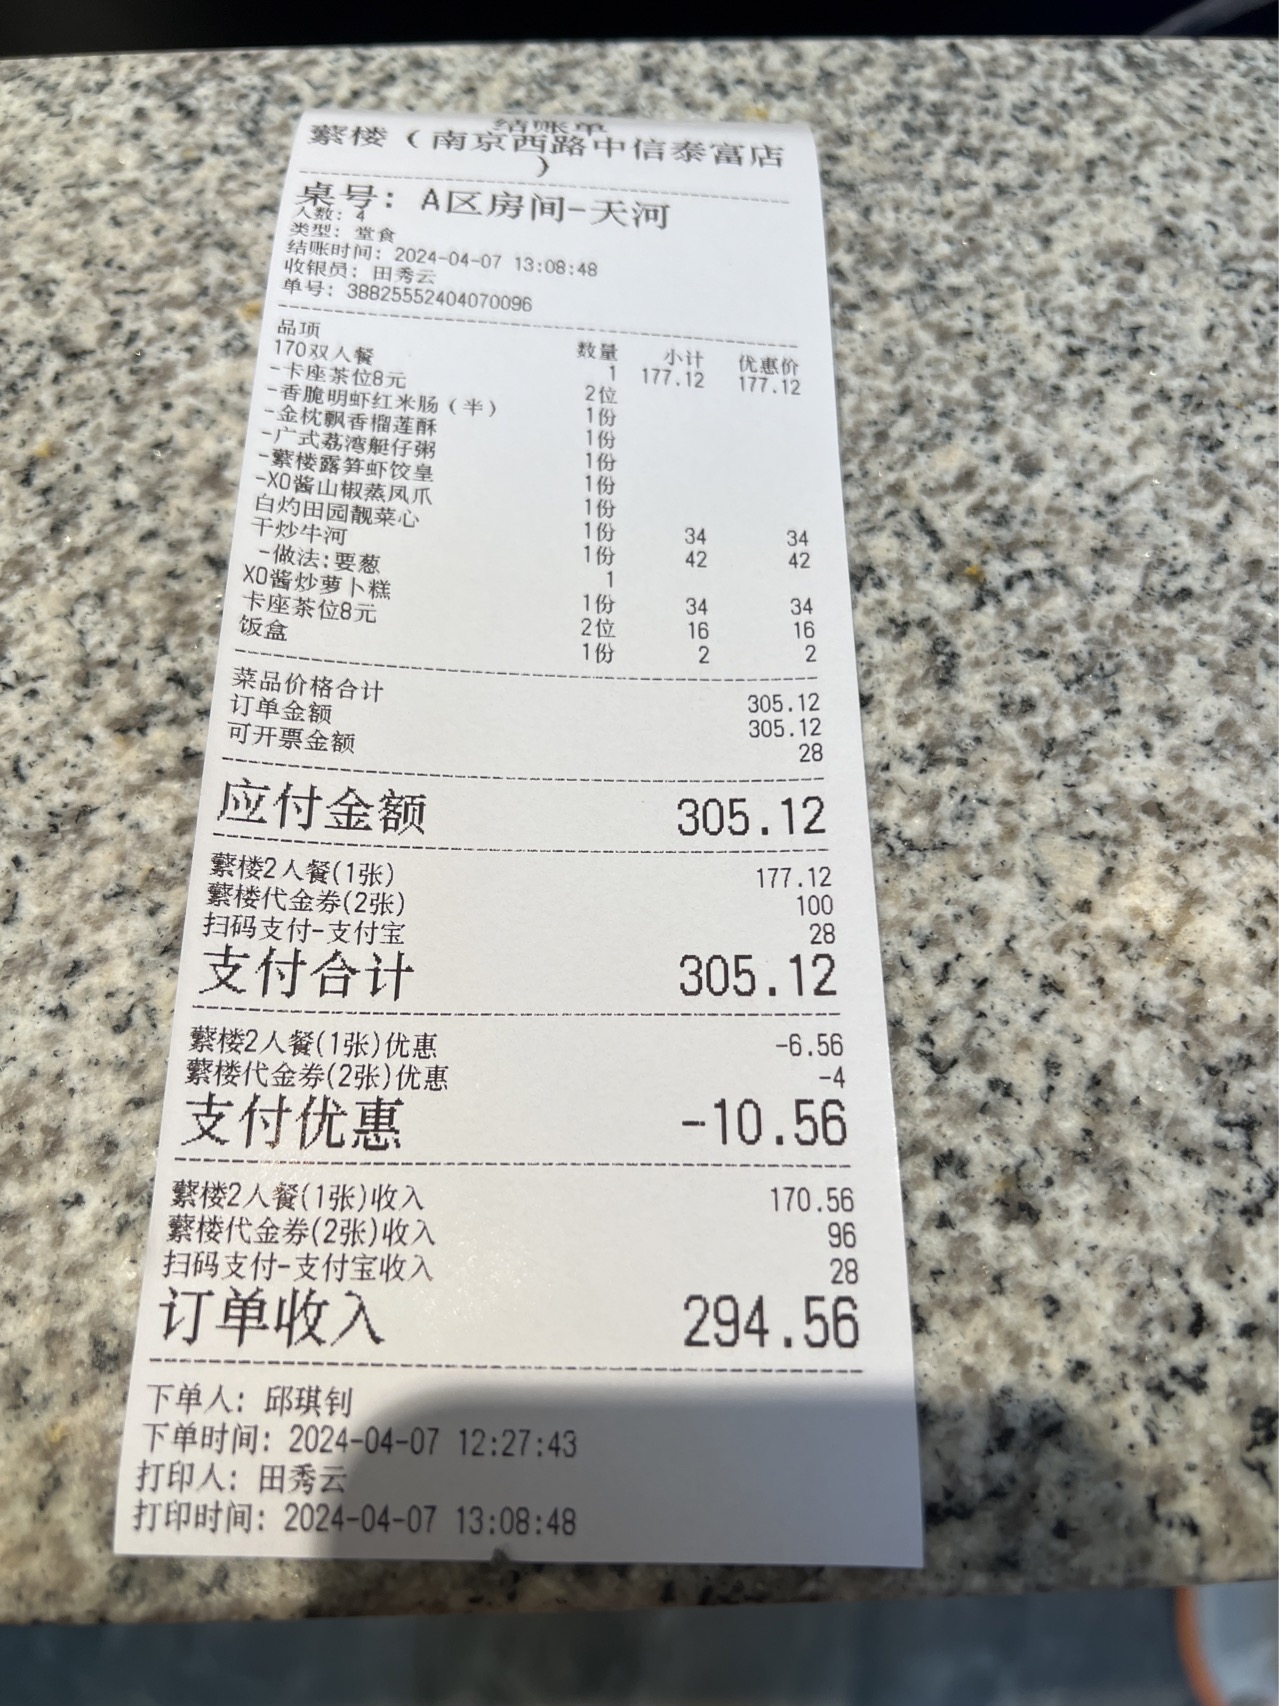 结账单
蘩楼（南京西路中信泰富店
）
桌号: A区房间-天河
人数: 4
类型: 堂食
结账时间: 2024-04-07 13:08:48
收银员: 田秀云
单号: 38825552404070096
品项 数量 小计 优惠价
170双人餐 1 177.12 177.12
-卡座茶位8元 2位
-香脆明虾红米肠（半） 1份
-金枕飘香榴莲酥 1份
-广式荔湾艇仔粥 1份
-蘩楼露笋虾饺皇 1份
-XO酱山椒蒸凤爪 1份
白灼田园靓菜心 1份 34 34
干炒牛河 1份 42 42
-做法:要葱 1
XO酱炒萝卜糕 1份 34 34
卡座茶位8元 2位 16 16
饭盒 1份 2 2
菜品价格合计 305.12
订单金额 305.12
可开票金额 28
应付金额 305.12
蘩楼2人餐(1张) 177.12
蘩楼代金券(2张) 100
扫码支付-支付宝 28
支付合计 305.12
蘩楼2人餐(1张)优惠 -6.56
蘩楼代金券(2张)优惠 -4
支付优惠 -10.56
蘩楼2人餐(1张)收入 170.56
蘩楼代金券(2张)收入 96
扫码支付-支付宝收入 28
订单收入 294.56
下单人: 邱琪钊
下单时间: 2024-04-07 12:27:43
打印人: 田秀云
打印时间: 2024-04-07 13:08:48